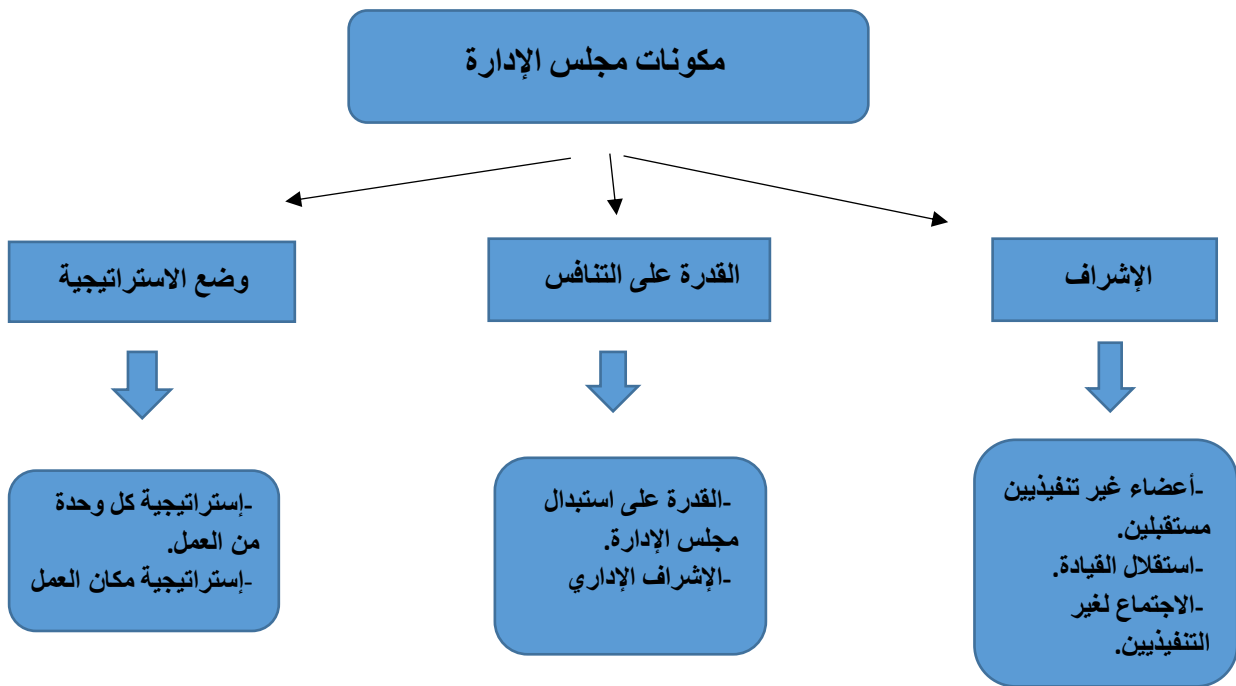 مكونات مجلس الإدارة
الإشراف
القدرة على التنافس
وضع الاستراتيجية
-أعضاء غير تنفيذيين
مستقبلين.
-استقلال القيادة.
-الاجتماع لغير
التنفيذيين.
-القدرة على استبدال
مجلس الإدارة.
-الإشراف الإداري
-إستراتيجية كل وحدة
من العمل.
-إستراتيجية مكان العمل